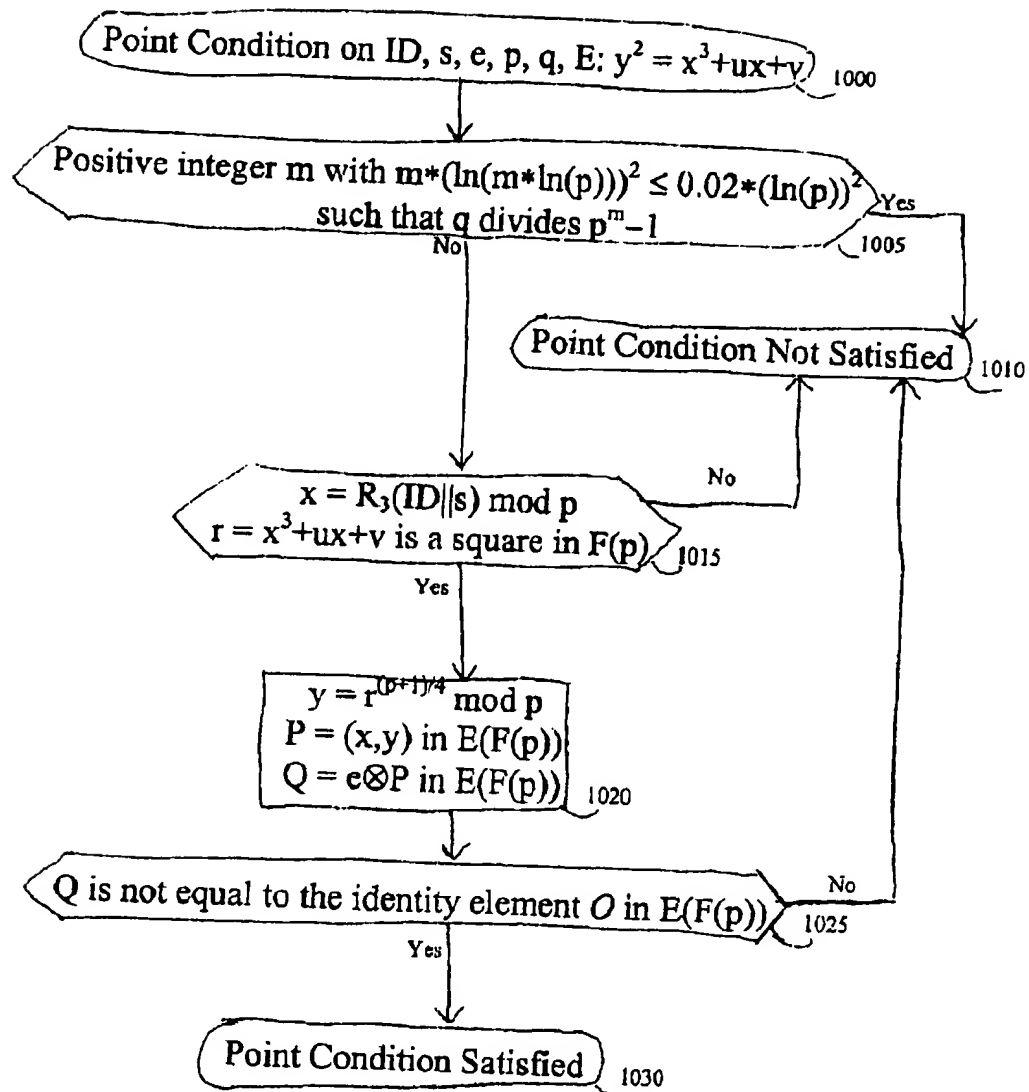 Point Condition on ID, s, e, p, q, E: y² = x³+ux+v
1000
Positive integer m with m*(ln(m*ln(p)))² ≤ 0.02*(ln(p))²
such that q divides pᵐ−1
Yes
1005
No
Point Condition Not Satisfied
1010
No
x = R₃(ID||s) mod p
r = x³+ux+v is a square in F(p)
1015
Yes
y = r^(p+1)/4 mod p
P = (x,y) in E(F(p))
Q = e⊗P in E(F(p))
1020
Q is not equal to the identity element O in E(F(p))
No
1025
Yes
Point Condition Satisfied
1030